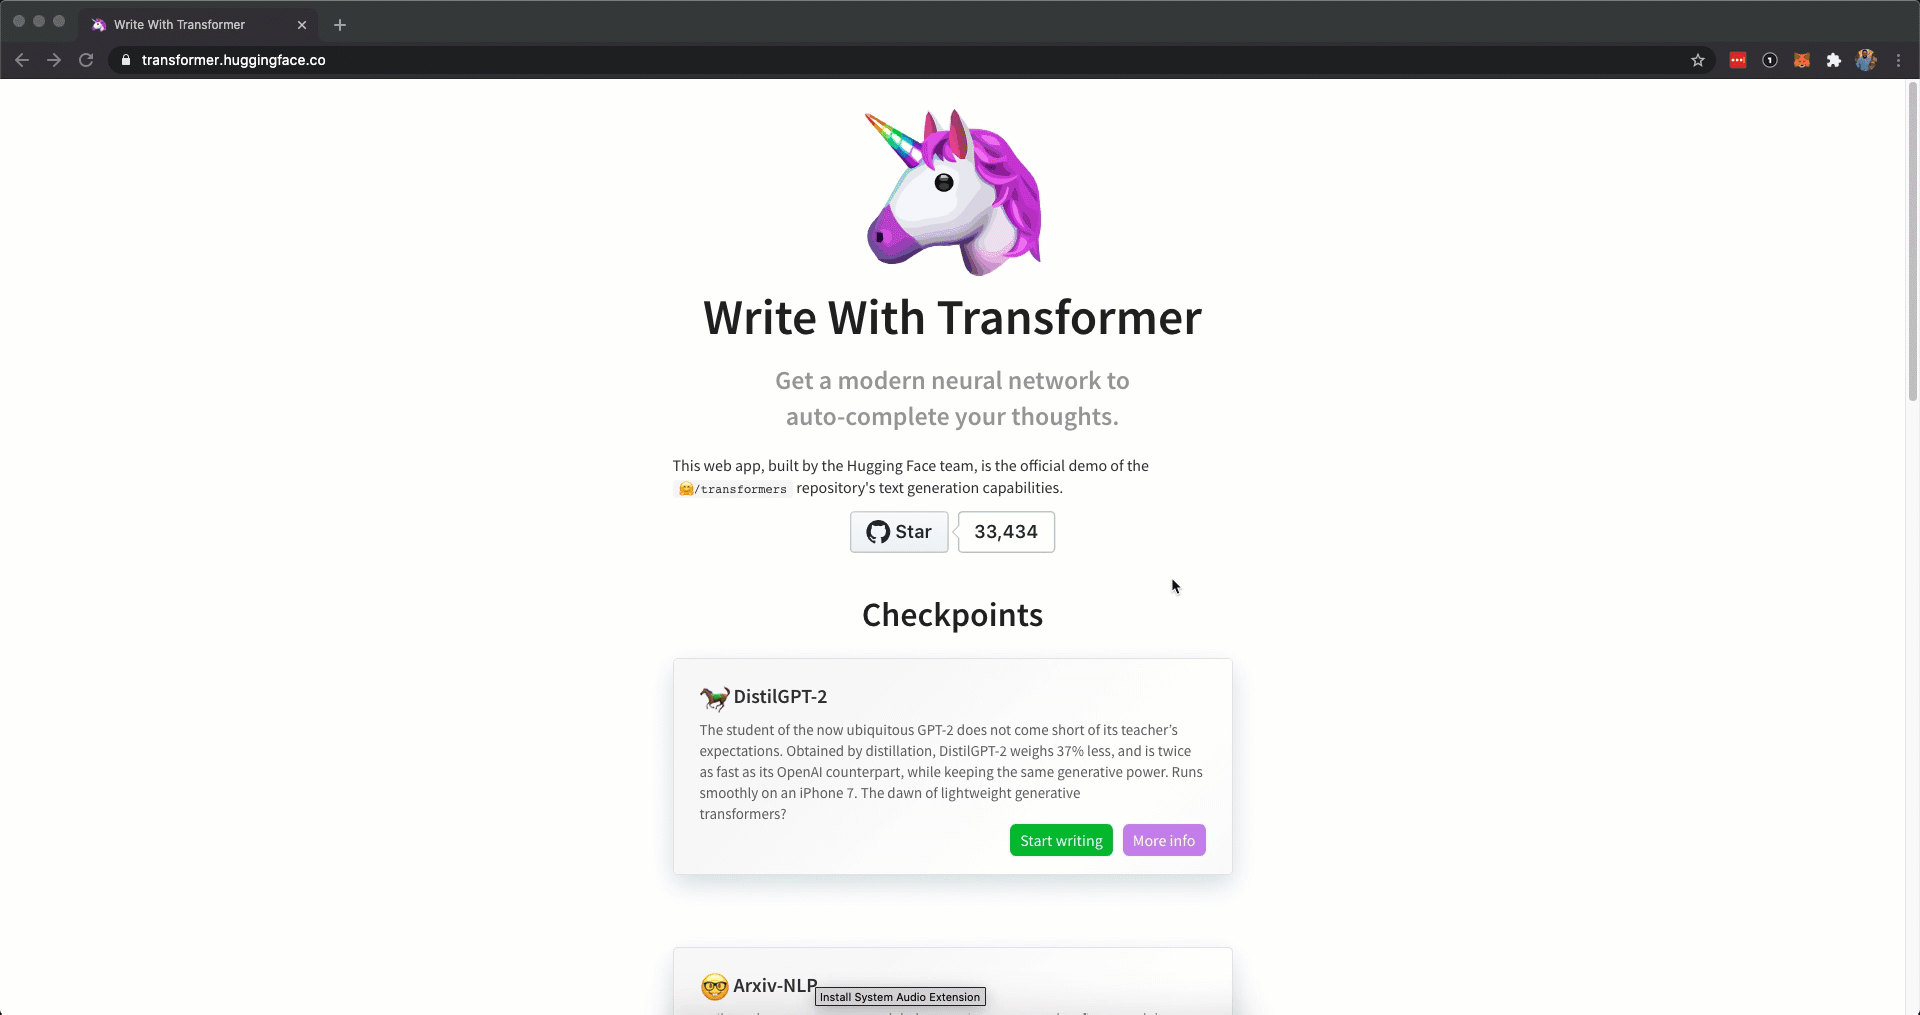 Write With Transformer
transformer.huggingface.co
Write With Transformer
Get a modern neural network to
auto-complete your thoughts.
This web app, built by the Hugging Face team, is the official demo of the
🤗/transformers repository's text generation capabilities.
Star 33,434
Checkpoints
DistilGPT-2
The student of the now ubiquitous GPT-2 does not come short of its teacher’s
expectations. Obtained by distillation, DistilGPT-2 weighs 37% less, and is twice
as fast as its OpenAI counterpart, while keeping the same generative power. Runs
smoothly on an iPhone 7. The dawn of lightweight generative
transformers?
Start writing More info
Arxiv-NLP
Install System Audio Extension